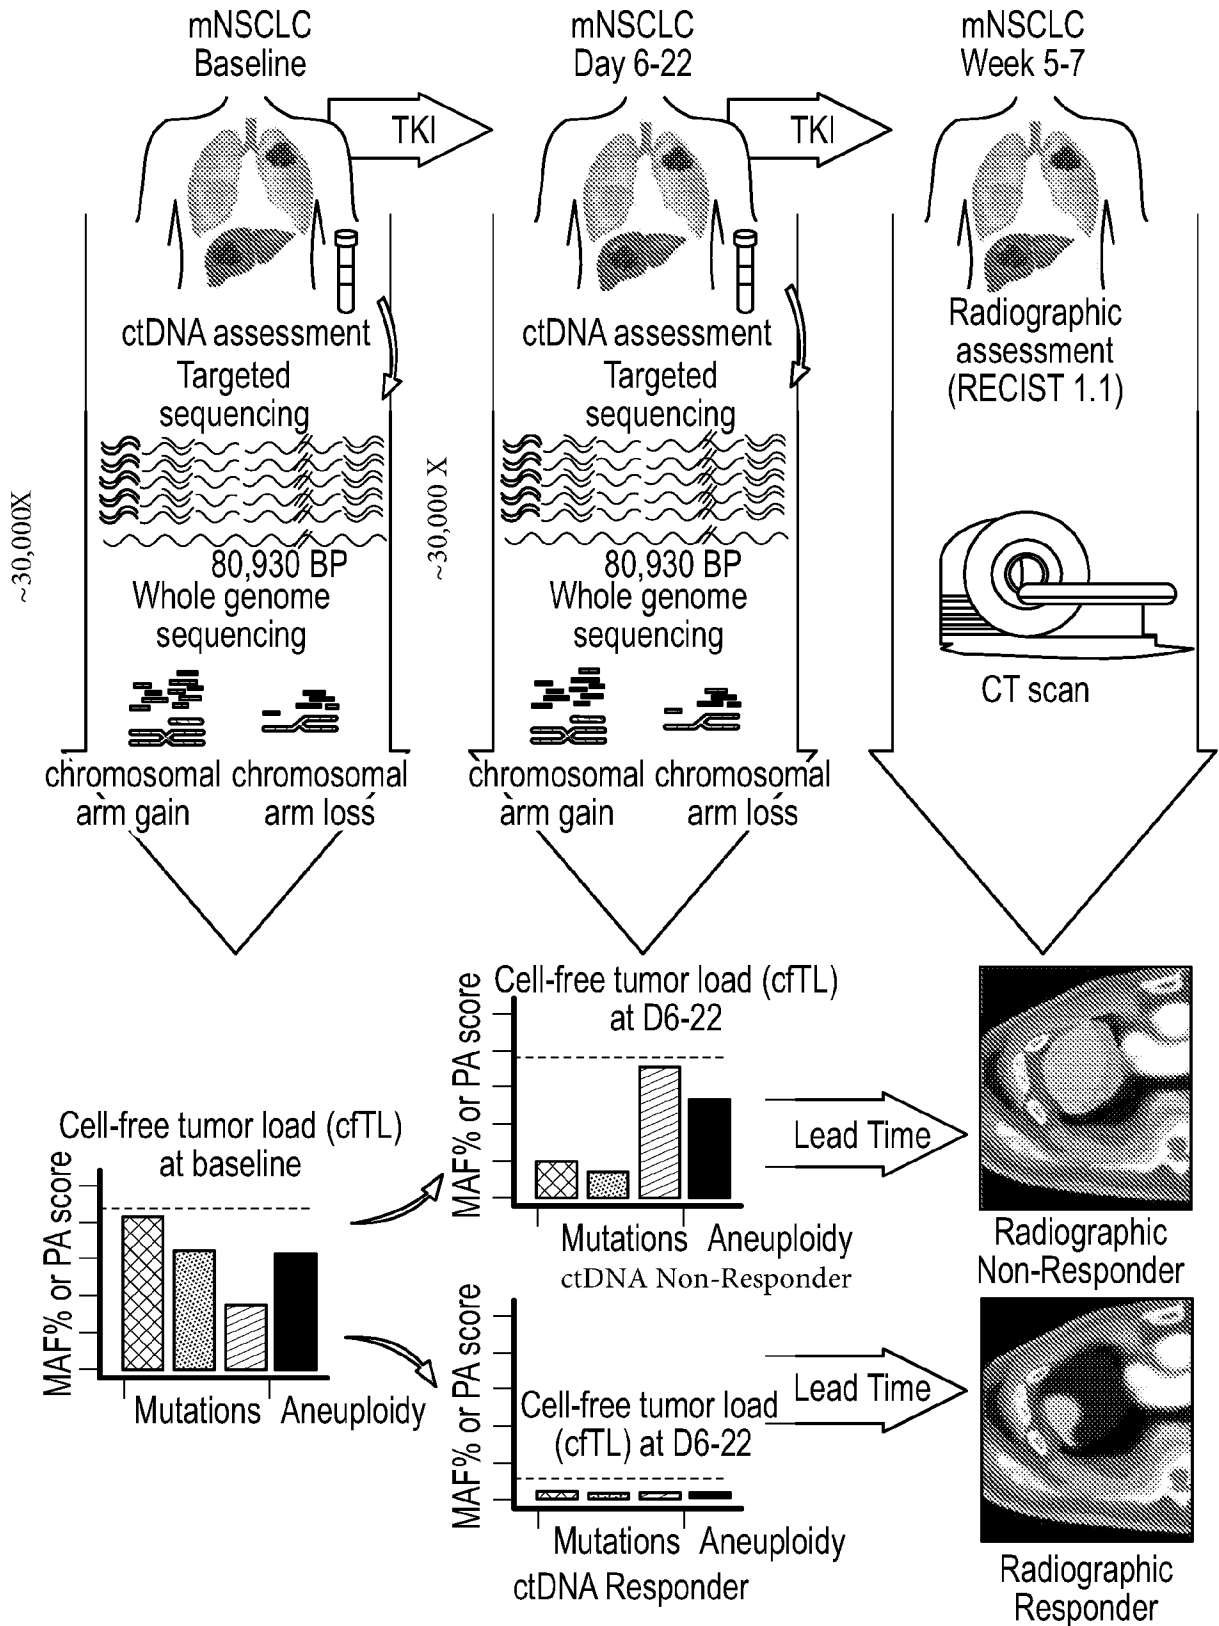 mNSCLC
Baseline
mNSCLC
Day 6-22
mNSCLC
Week 5-7
TKI
TKI
ctDNA assessment
Targeted
sequencing
~30,000X
80,930 BP
Whole genome
sequencing
chromosomal
arm gain
chromosomal
arm loss
ctDNA assessment
Targeted
sequencing
~30,000 X
80,930 BP
Whole genome
sequencing
chromosomal
arm gain
chromosomal
arm loss
Radiographic
assessment
(RECIST 1.1)
CT scan
Cell-free tumor load (cfTL)
at baseline
MAF% or PA score
Mutations
Aneuploidy
Cell-free tumor load (cfTL)
at D6-22
MAF% or PA score
Mutations
Aneuploidy
ctDNA Non-Responder
Lead Time
Radiographic
Non-Responder
MAF% or PA score
Cell-free tumor load
(cfTL) at D6-22
Mutations
Aneuploidy
ctDNA Responder
Lead Time
Radiographic
Responder